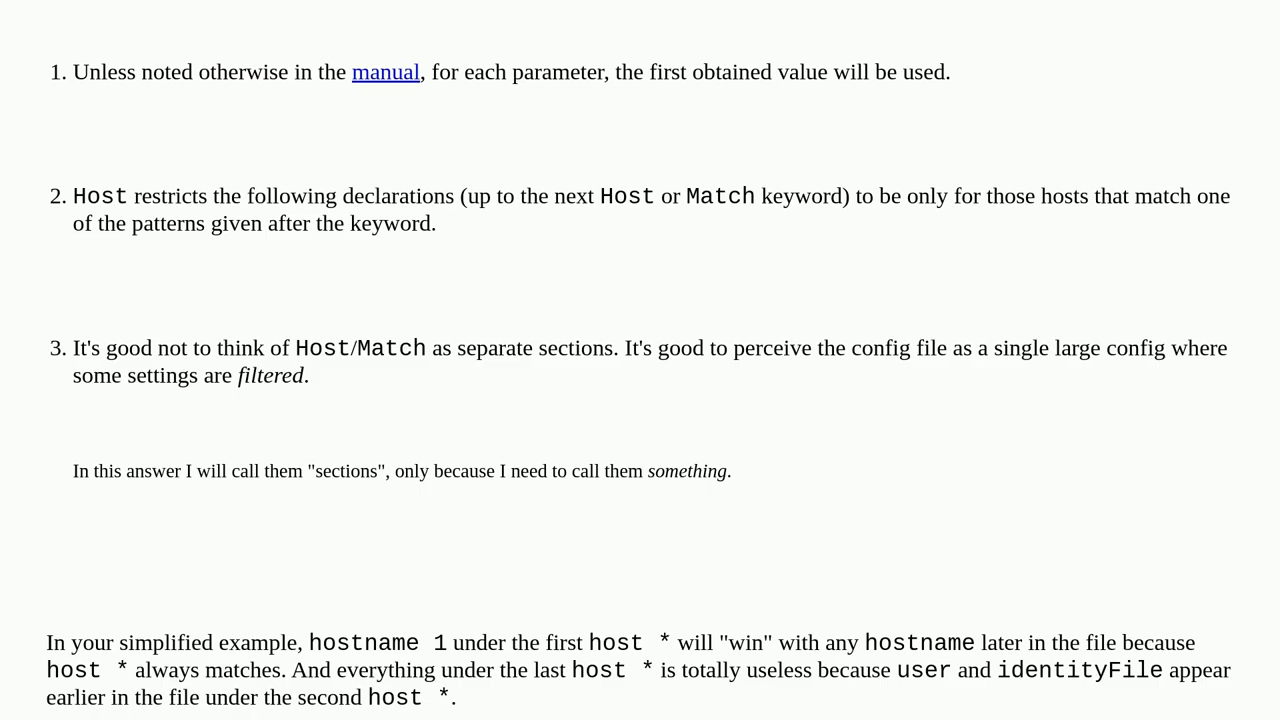 1. Unless noted otherwise in the manual, for each parameter, the first obtained value will be used.
2. Host restricts the following declarations (up to the next Host or Match keyword) to be only for those hosts that match one
of the patterns given after the keyword.
3. It's good not to think of Host/Match as separate sections. It's good to perceive the config file as a single large config where
some settings are filtered.
In this answer I will call them "sections", only because I need to call them something.
In your simplified example, hostname 1 under the first host * will "win" with any hostname later in the file because
host * always matches. And everything under the last host * is totally useless because user and identityFile appear
earlier in the file under the second host *.